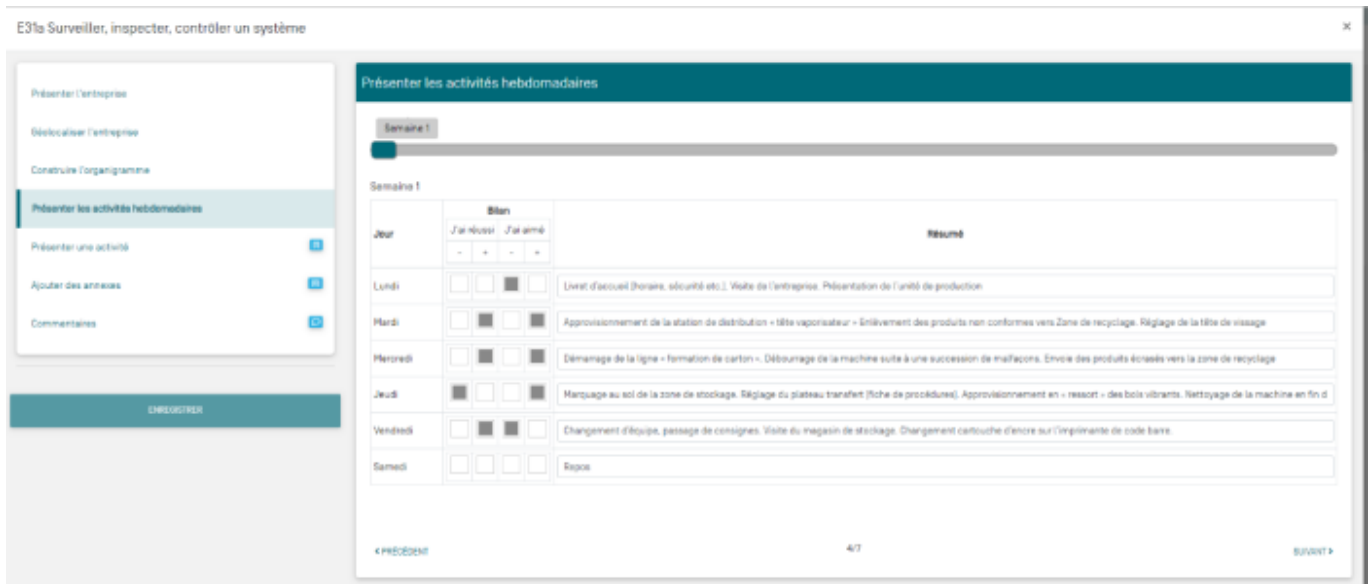 E31a Surveiller, inspecter, contrôler un système
×
Présenter l'entreprise
Géolocaliser l'entreprise
Construire l'organigramme
Présenter les activités hebdomadaires
Présenter une activité
Ajouter des annexes
Commentaires
ENREGISTRER
Présenter les activités hebdomadaires
Semaine 1
Semaine 1
Jour Bilan Résumé
J'ai réussi J'ai aimé
- + - +
Lundi Livret d'accueil (horaire, sécurité etc.). Visite de l'entreprise. Présentation de l'unité de production
Mardi Approvisionnement de la station de distribution « tête vaporisateur » Enlèvement des produits non conformes vers Zone de recyclage. Réglage de la tête de vissage
Mercredi Démarrage de la ligne « formation de carton ». Débourrage de la machine suite à une succession de malfaçons. Envoie des produits écrasés vers la zone de recyclage
Jeudi Marquage au sol de la zone de stockage. Réglage du plateau transfert (fiche de procédures). Approvisionnement en « ressort » des bols vibrants. Nettoyage de la machine en fin d
Vendredi Changement d'équipe, passage de consignes. Visite du magasin de stockage. Changement cartouche d'encre sur l'imprimante de code barre.
Samedi Repos
< PRÉCÉDENT 4/7 SUIVANT >